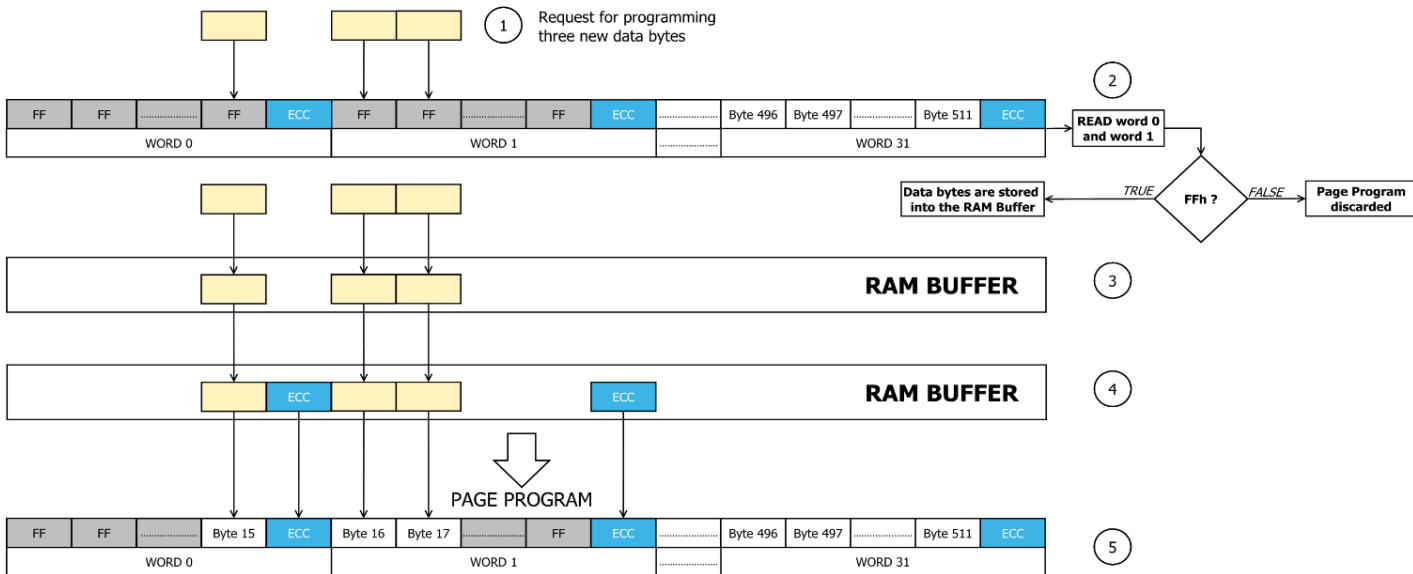 1 Request for programming
three new data bytes
2
FF FF .................. FF ECC FF FF .................. FF ECC .................. Byte 496 Byte 497 .................. Byte 511 ECC
WORD 0 WORD 1 .................. WORD 31
READ word 0
and word 1
Data bytes are stored
into the RAM Buffer
TRUE
FFh ?
FALSE
Page Program
discarded
RAM BUFFER
3
ECC ECC RAM BUFFER
4
PAGE PROGRAM
FF FF .................. Byte 15 ECC Byte 16 Byte 17 .................. FF ECC .................. Byte 496 Byte 497 .................. Byte 511 ECC
WORD 0 WORD 1 .................. WORD 31
5